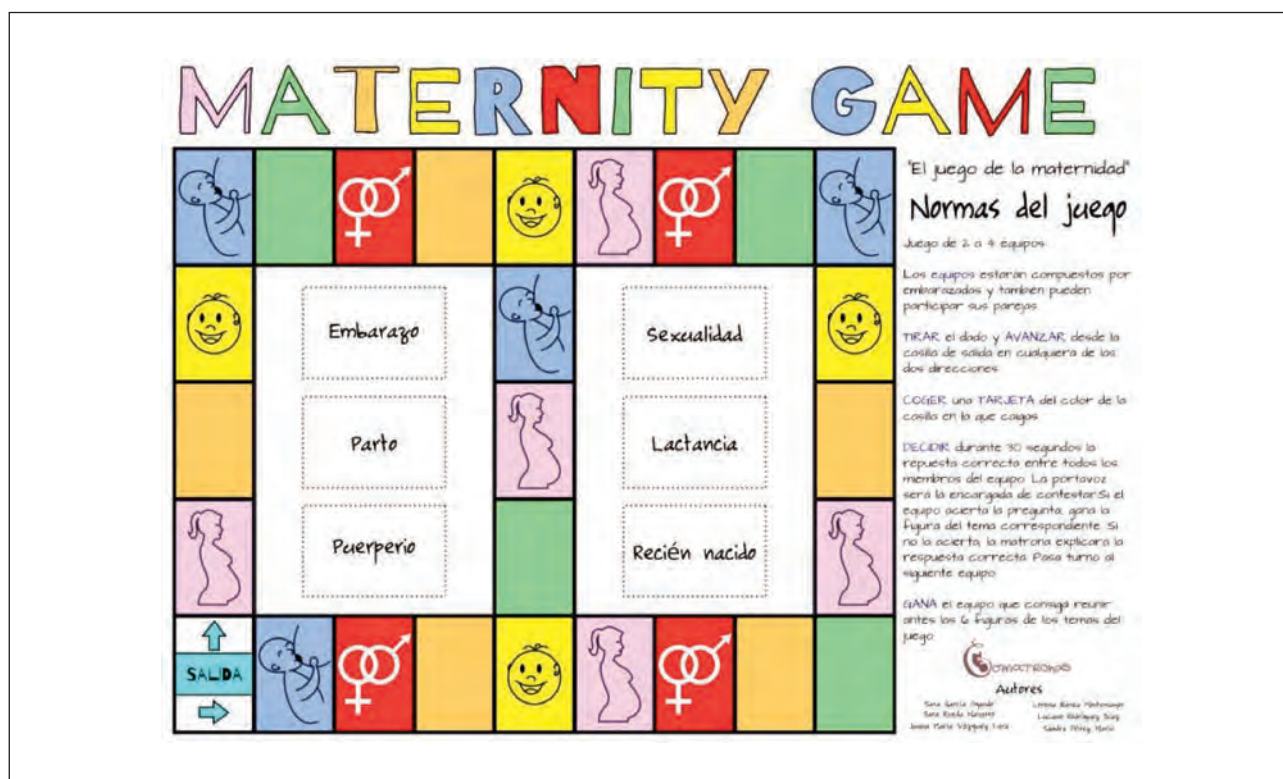 MATERNITY GAME
"El juego de la maternidad"
Normas del juego
Juego de 2 a 4 equipos
Los equipos estarán compuestos por
embarazadas y también pueden
participar sus parejas
TIRAR el dado y AVANZAR desde la
casilla de salida en cualquiera de las
dos direcciones
COGER una TARJETA del color de la
casilla en la que caigas
DECIDIR durante 30 segundos la
repuesta correcta entre todos los
miembros del equipo. La portavoz
será la encargada de contestar. Si el
equipo acierta la pregunta, gana la
figura del tema correspondiente. Si
no la acierta, la matrona explicará la
respuesta correcta. Pasa turno al
siguiente equipo
GANA el equipo que consiga reunir
antes las 6 figuras de los temas del
juego
Autores
Embarazo
Parto
Puerperio
Sexualidad
Lactancia
Recién nacido
SALIDA